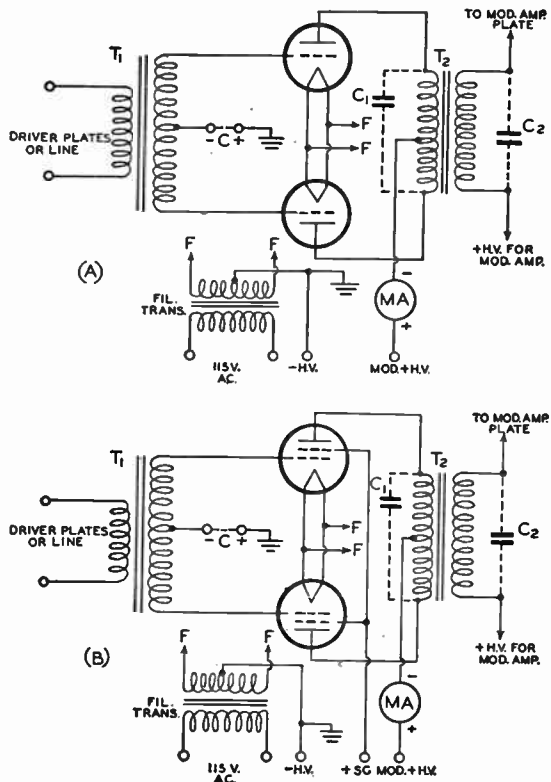 TO MOD. AMP.
PLATE
T1
T2
C1
C2
DRIVER PLATES
OR LINE
- C +
F
F
+H.V. FOR
MOD. AMP.
(A)
F
F
FIL.
TRANS.
-
MA
+
115 V.
AC.
-H.V.
MOD.+H.V.
TO MOD. AMP.
PLATE
T1
T2
C1
C2
DRIVER PLATES
OR LINE
- C +
F
F
+H.V. FOR
MOD. AMP.
(B)
F
F
FIL.
TRANS.
-
MA
+
115 V.
AC.
-H.V.
+SG
MOD.+H.V.